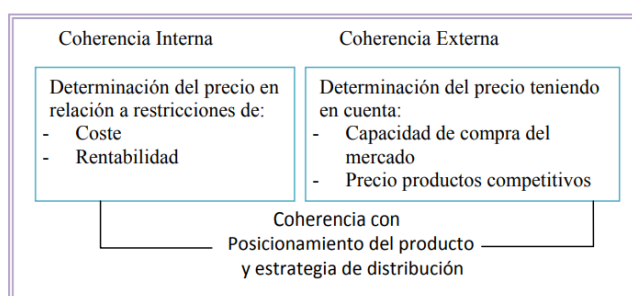 Coherencia Interna
Coherencia Externa
Determinación del precio en
relación a restricciones de:
- Coste
- Rentabilidad
Determinación del precio teniendo
en cuenta:
- Capacidad de compra del
mercado
- Precio productos competitivos
Coherencia con
Posicionamiento del producto
y estrategia de distribución